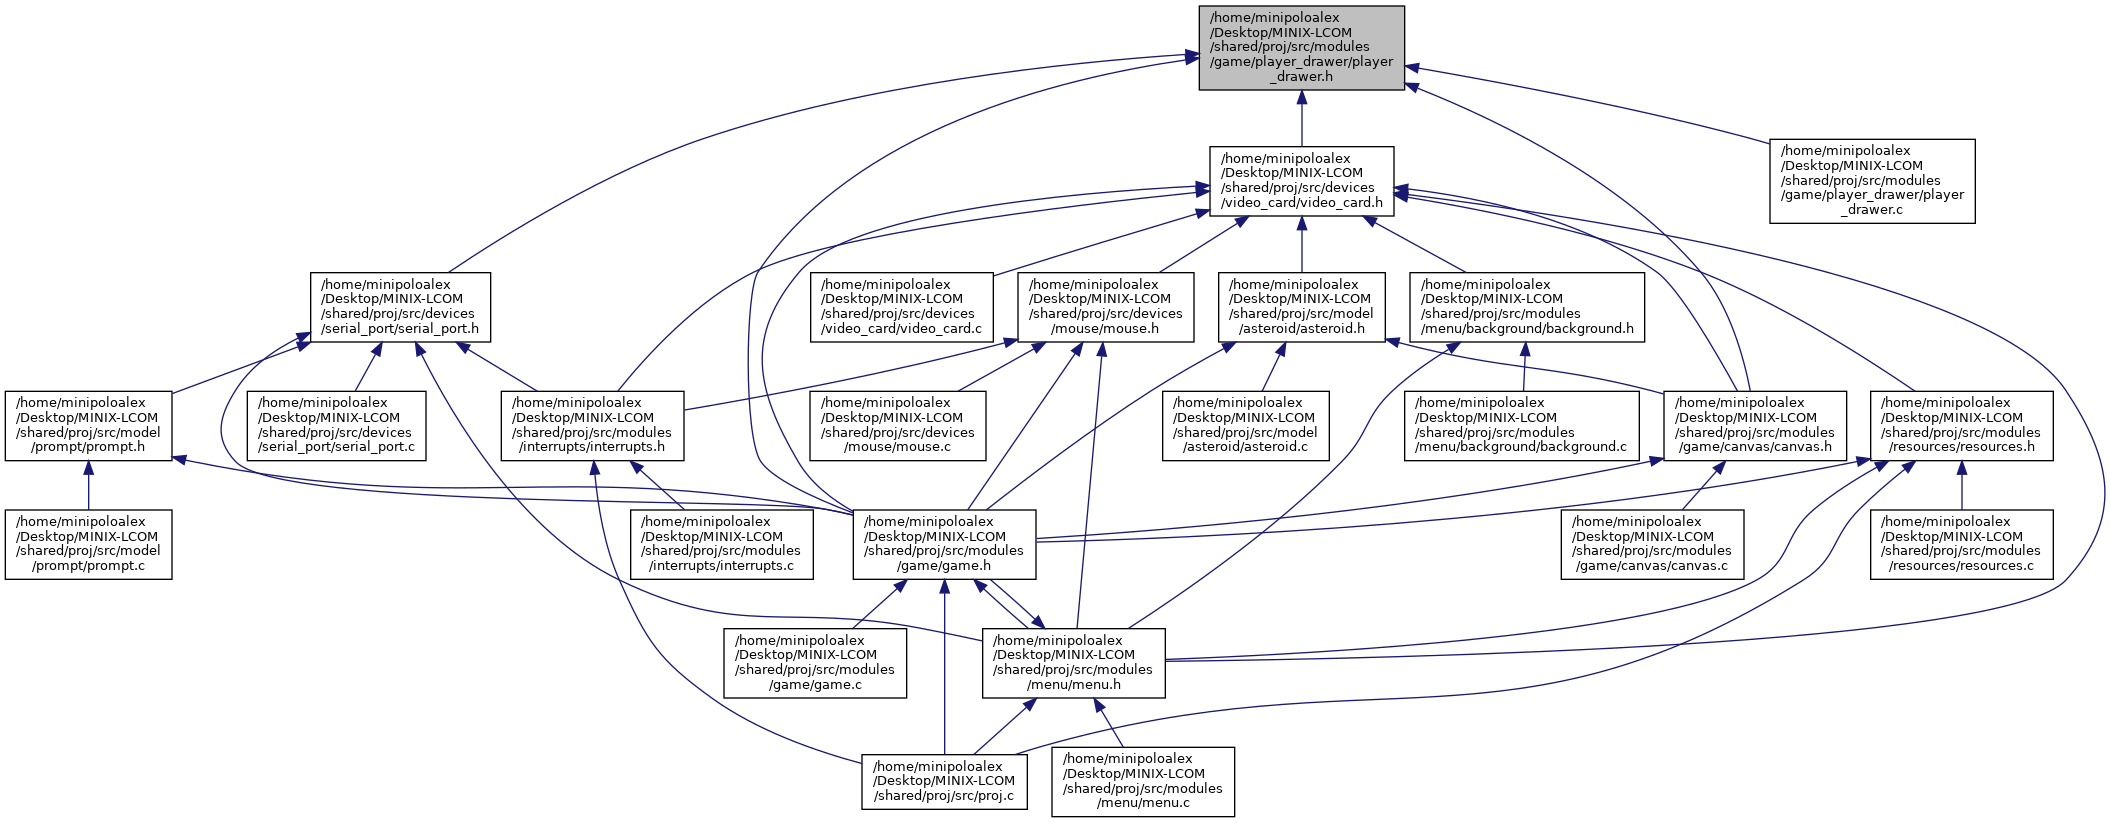 /home/minipoloalex
/Desktop/MINIX-LCOM
/shared/proj/src/modules
/game/player_drawer/player
_drawer.h
/home/minipoloalex
/Desktop/MINIX-LCOM
/shared/proj/src/modules
/game/player_drawer/player
_drawer.c
/home/minipoloalex
/Desktop/MINIX-LCOM
/shared/proj/src/devices
/video_card/video_card.h
/home/minipoloalex
/Desktop/MINIX-LCOM
/shared/proj/src/devices
/serial_port/serial_port.h
/home/minipoloalex
/Desktop/MINIX-LCOM
/shared/proj/src/devices
/video_card/video_card.c
/home/minipoloalex
/Desktop/MINIX-LCOM
/shared/proj/src/devices
/mouse/mouse.h
/home/minipoloalex
/Desktop/MINIX-LCOM
/shared/proj/src/model
/asteroid/asteroid.h
/home/minipoloalex
/Desktop/MINIX-LCOM
/shared/proj/src/modules
/menu/background/background.h
/home/minipoloalex
/Desktop/MINIX-LCOM
/shared/proj/src/model
/prompt/prompt.h
/home/minipoloalex
/Desktop/MINIX-LCOM
/shared/proj/src/devices
/serial_port/serial_port.c
/home/minipoloalex
/Desktop/MINIX-LCOM
/shared/proj/src/modules
/interrupts/interrupts.h
/home/minipoloalex
/Desktop/MINIX-LCOM
/shared/proj/src/devices
/mouse/mouse.c
/home/minipoloalex
/Desktop/MINIX-LCOM
/shared/proj/src/model
/asteroid/asteroid.c
/home/minipoloalex
/Desktop/MINIX-LCOM
/shared/proj/src/modules
/menu/background/background.c
/home/minipoloalex
/Desktop/MINIX-LCOM
/shared/proj/src/modules
/game/canvas/canvas.h
/home/minipoloalex
/Desktop/MINIX-LCOM
/shared/proj/src/modules
/resources/resources.h
/home/minipoloalex
/Desktop/MINIX-LCOM
/shared/proj/src/model
/prompt/prompt.c
/home/minipoloalex
/Desktop/MINIX-LCOM
/shared/proj/src/modules
/interrupts/interrupts.c
/home/minipoloalex
/Desktop/MINIX-LCOM
/shared/proj/src/modules
/game/game.h
/home/minipoloalex
/Desktop/MINIX-LCOM
/shared/proj/src/modules
/game/canvas/canvas.c
/home/minipoloalex
/Desktop/MINIX-LCOM
/shared/proj/src/modules
/resources/resources.c
/home/minipoloalex
/Desktop/MINIX-LCOM
/shared/proj/src/modules
/game/game.c
/home/minipoloalex
/Desktop/MINIX-LCOM
/shared/proj/src/modules
/menu/menu.h
/home/minipoloalex
/Desktop/MINIX-LCOM
/shared/proj/src/proj.c
/home/minipoloalex
/Desktop/MINIX-LCOM
/shared/proj/src/modules
/menu/menu.c